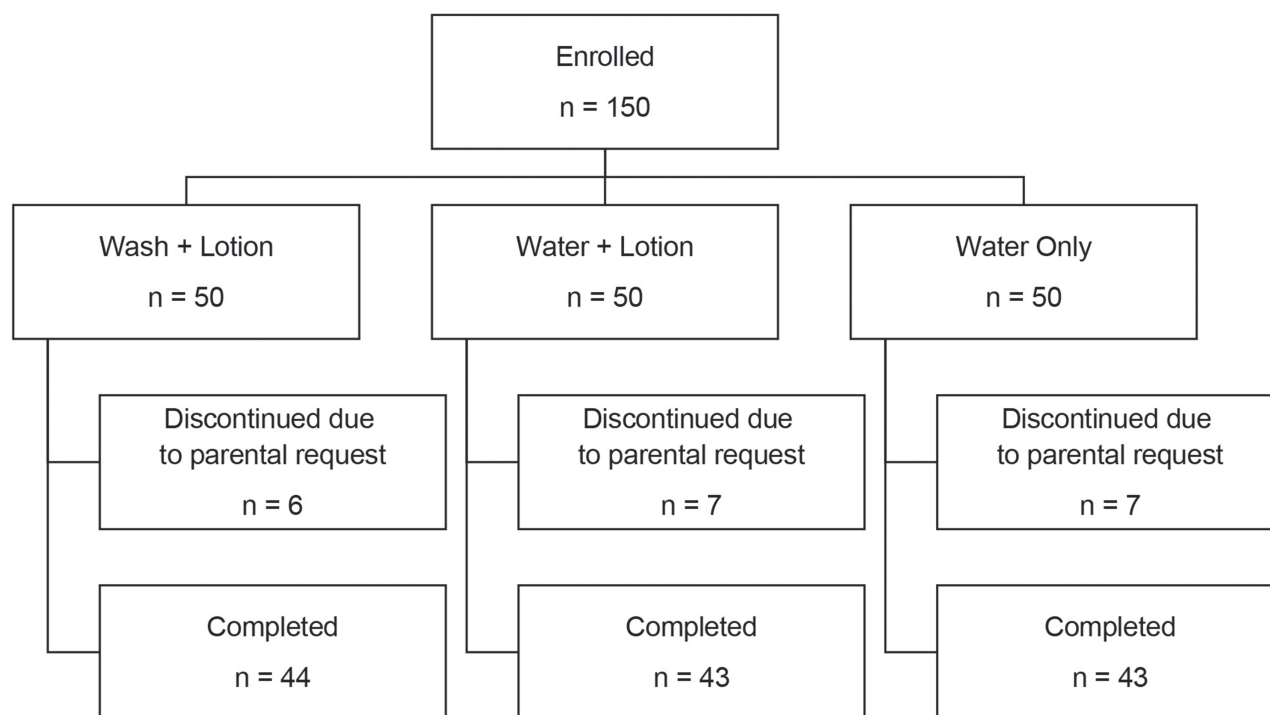 Enrolled
n = 150
Wash + Lotion
n = 50
Water + Lotion
n = 50
Water Only
n = 50
Discontinued due
to parental request
n = 6
Discontinued due
to parental request
n = 7
Discontinued due
to parental request
n = 7
Completed
n = 44
Completed
n = 43
Completed
n = 43